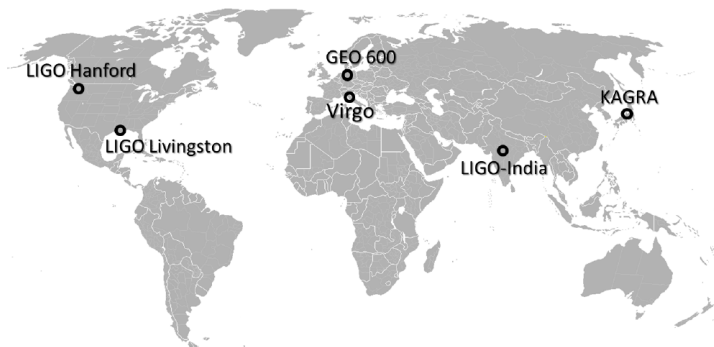 GEO 600
LIGO Hanford
KAGRA
Virgo
LIGO Livingston
LIGO-India